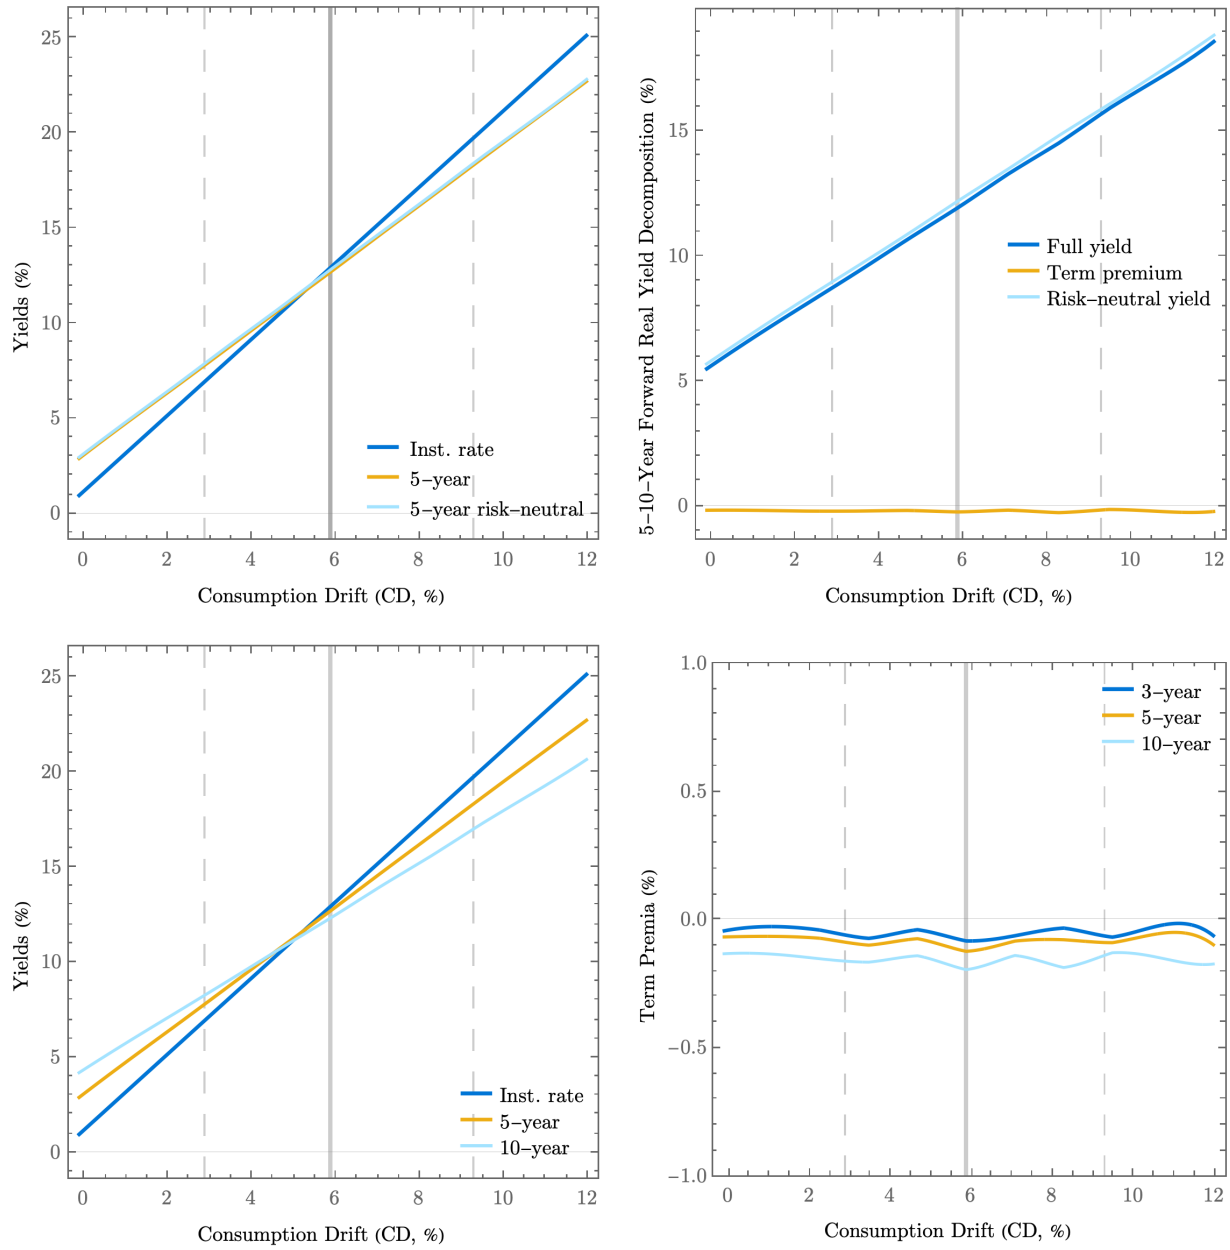 25
20
15
10
5
0
Yields (%)
Inst. rate
5–year
5–year risk–neutral
0 2 4 6 8 10 12
Consumption Drift (CD, %)
15
10
5
0
5–10–Year Forward Real Yield Decomposition (%)
Full yield
Term premium
Risk–neutral yield
0 2 4 6 8 10 12
Consumption Drift (CD, %)
25
20
15
10
5
0
Yields (%)
Inst. rate
5–year
10–year
0 2 4 6 8 10 12
Consumption Drift (CD, %)
1.0
0.5
0.0
−0.5
−1.0
Term Premia (%)
3–year
5–year
10–year
0 2 4 6 8 10 12
Consumption Drift (CD, %)